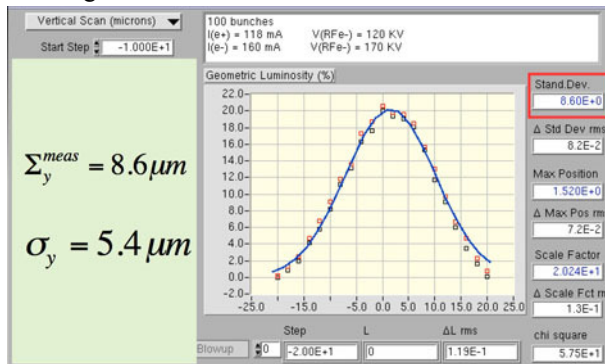 Vertical Scan (microns)
Start Step -1.000E+1
100 bunches
I(e+) = 118 mA V(RFe-) = 120 KV
I(e-) = 160 mA V(RFe-) = 170 KV
Geometric Luminosity (%)
22.0
20.0
18.0
16.0
14.0
12.0
10.0
8.0
6.0
4.0
2.0
0.0
-2.0
-25.0 -15.0 -5.0 0.0 5.0 10.0 15.0 20.0 25.0
Σ_y^meas = 8.6 μm
σ_y = 5.4 μm
Stand.Dev.
8.60E+0
Δ Std Dev rms
8.2E-2
Max Position
1.520E+0
Δ Max Pos rm
7.2E-2
Scale Factor
2.024E+1
Δ Scale Fct rn
1.3E-1
chi square
5.75E+1
Step L ΔL rms
Blowup 0 -2.00E+1 0 1.19E-1